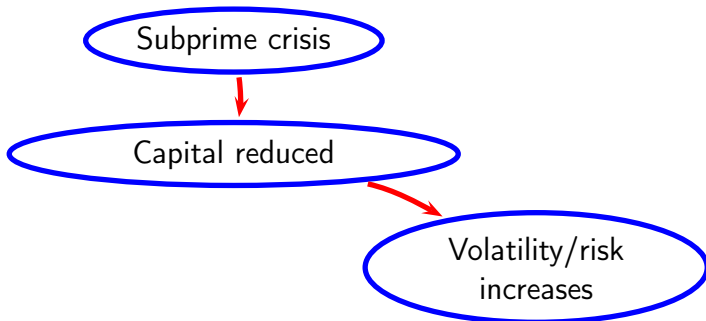 Subprime crisis
Capital reduced
Volatility/risk
increases